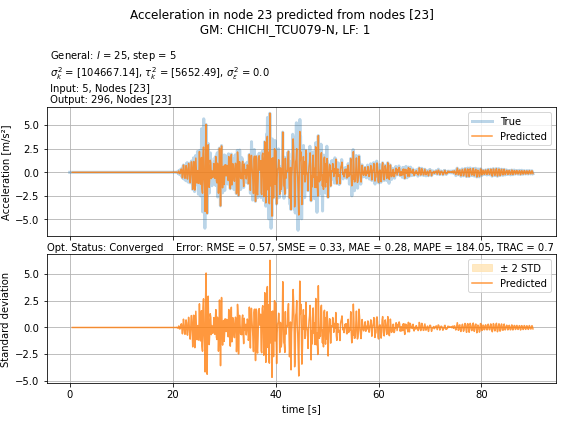 Acceleration in node 23 predicted from nodes [23]
GM: CHICHI_TCU079-N, LF: 1
General: l = 25, step = 5
σ²ₖ = [104667.14], τ²ₖ = [5652.49], σ²ₑ = 0.0
Input: 5, Nodes [23]
Output: 296, Nodes [23]
Acceleration [m/s²]
5.0
2.5
0.0
−2.5
−5.0
True
Predicted
Opt. Status: Converged Error: RMSE = 0.57, SMSE = 0.33, MAE = 0.28, MAPE = 184.05, TRAC = 0.7
Standard deviation
5.0
2.5
0.0
−2.5
−5.0
± 2 STD
Predicted
0 20 40 60 80
time [s]